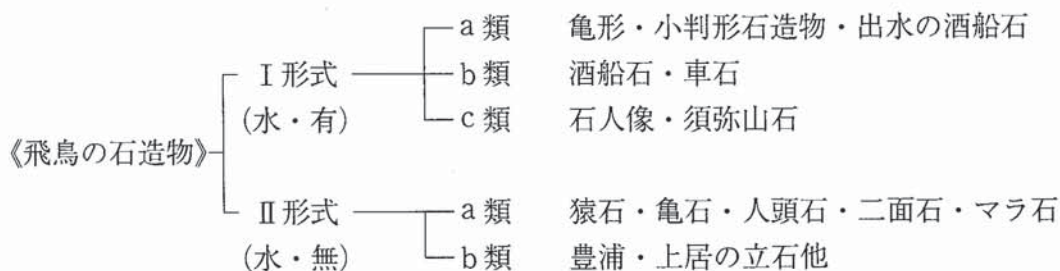 a類 亀形・小判形石造物・出水の酒船石
Ⅰ形式 b類 酒船石・車石
(水・有) c類 石人像・須弥山石
《飛鳥の石造物》
Ⅱ形式 a類 猿石・亀石・人頭石・二面石・マラ石
(水・無) b類 豊浦・上居の立石他